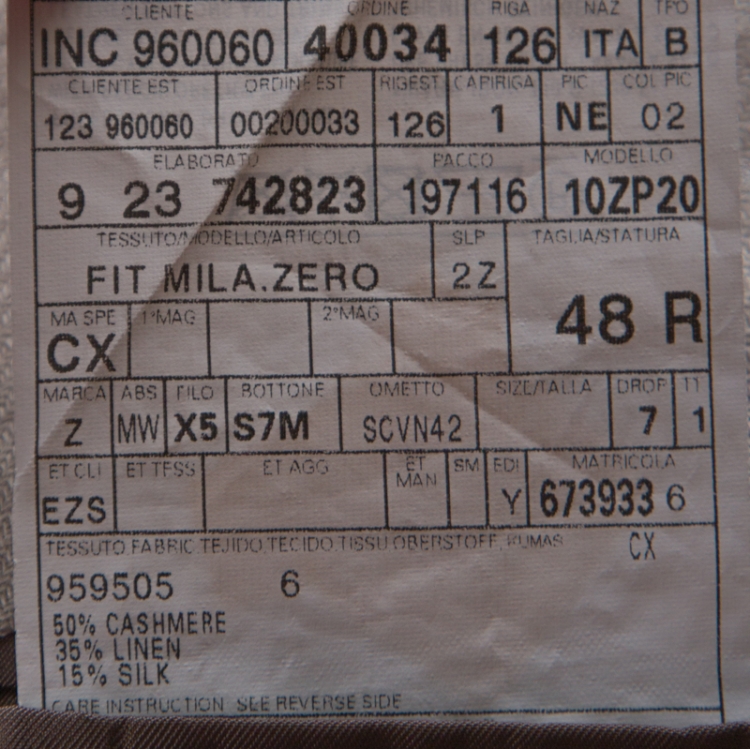 CLIENTE ORDINE RIGA NAZ TPO
INC 960060 40034 126 ITA B
CLIENTE EST ORDINE EST RIGEST CAPIRIGA PIC COL PIC
123 960060 00200033 126 1 NE 02
ELABORATO PACCO MODELLO
9 23 742823 197116 10ZP20
TESSUTO/MODELLO/ARTICOLO SLP TAGLIA/STATURA
FIT MILA.ZERO 2Z 48 R
MA SPE 1°MAG 2°MAG
CX
MARCA ABS FILO BOTTONE OMETTO SIZE/TALLA DROP
Z MW X5 S7M SCVN42 7 1
ET CLI ET TESS ET AGG ET MAN SM EDI MATRICOLA
EZS Y 673933 6
TESSUTO FABRIC TEJIDO,TECIDO,TISSU OBERSTOFF, KUMAS CX
959505 6
50% CASHMERE
35% LINEN
15% SILK
CARE INSTRUCTION SEE REVERSE SIDE